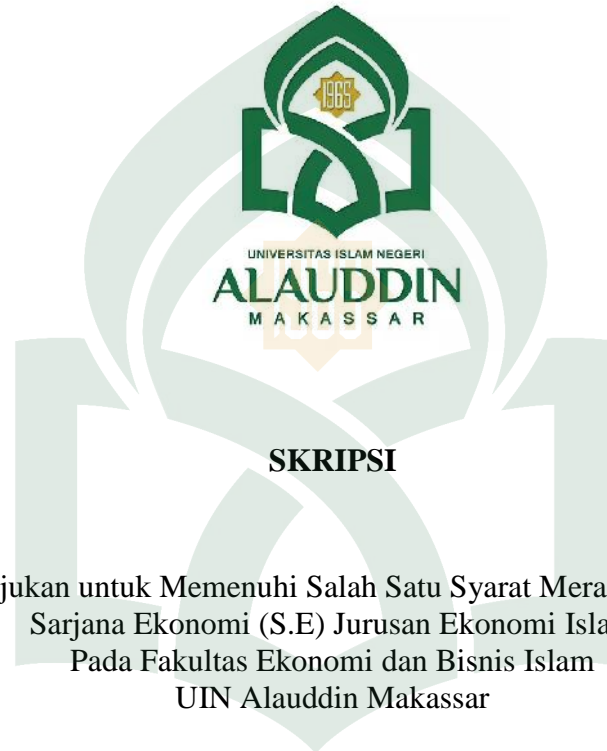 1965
UNIVERSITAS ISLAM NEGERI
ALAUDDIN
MAKASSAR
SKRIPSI
jukan untuk Memenuhi Salah Satu Syarat Mera
Sarjana Ekonomi (S.E) Jurusan Ekonomi Isla
Pada Fakultas Ekonomi dan Bisnis Islam
UIN Alauddin Makassar